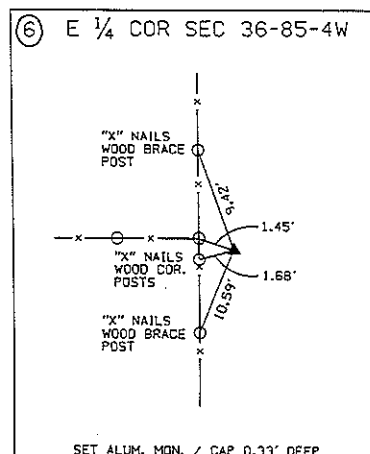 6 E 1/4 COR SEC 36-85-4W
"X" NAILS
WOOD BRACE
POST
9.42'
1.45'
"X" NAILS
WOOD COR.
POSTS
1.68'
10.59'
"X" NAILS
WOOD BRACE
POST
SET ALUM. MON. / CAP 0.33' DEEP